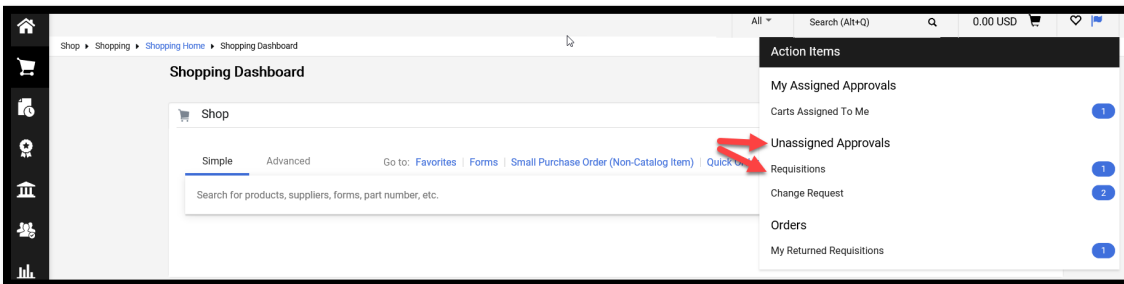 All Search (Alt+Q) 0.00 USD
Shop Shopping Shopping Home Shopping Dashboard
Shopping Dashboard
Shop
Simple Advanced Go to: Favorites | Forms | Small Purchase Order (Non-Catalog Item) | Quick
Search for products, suppliers, forms, part number, etc.
Action Items
My Assigned Approvals
Carts Assigned To Me 1
Unassigned Approvals
Requisitions 1
Change Request 2
Orders
My Returned Requisitions 1